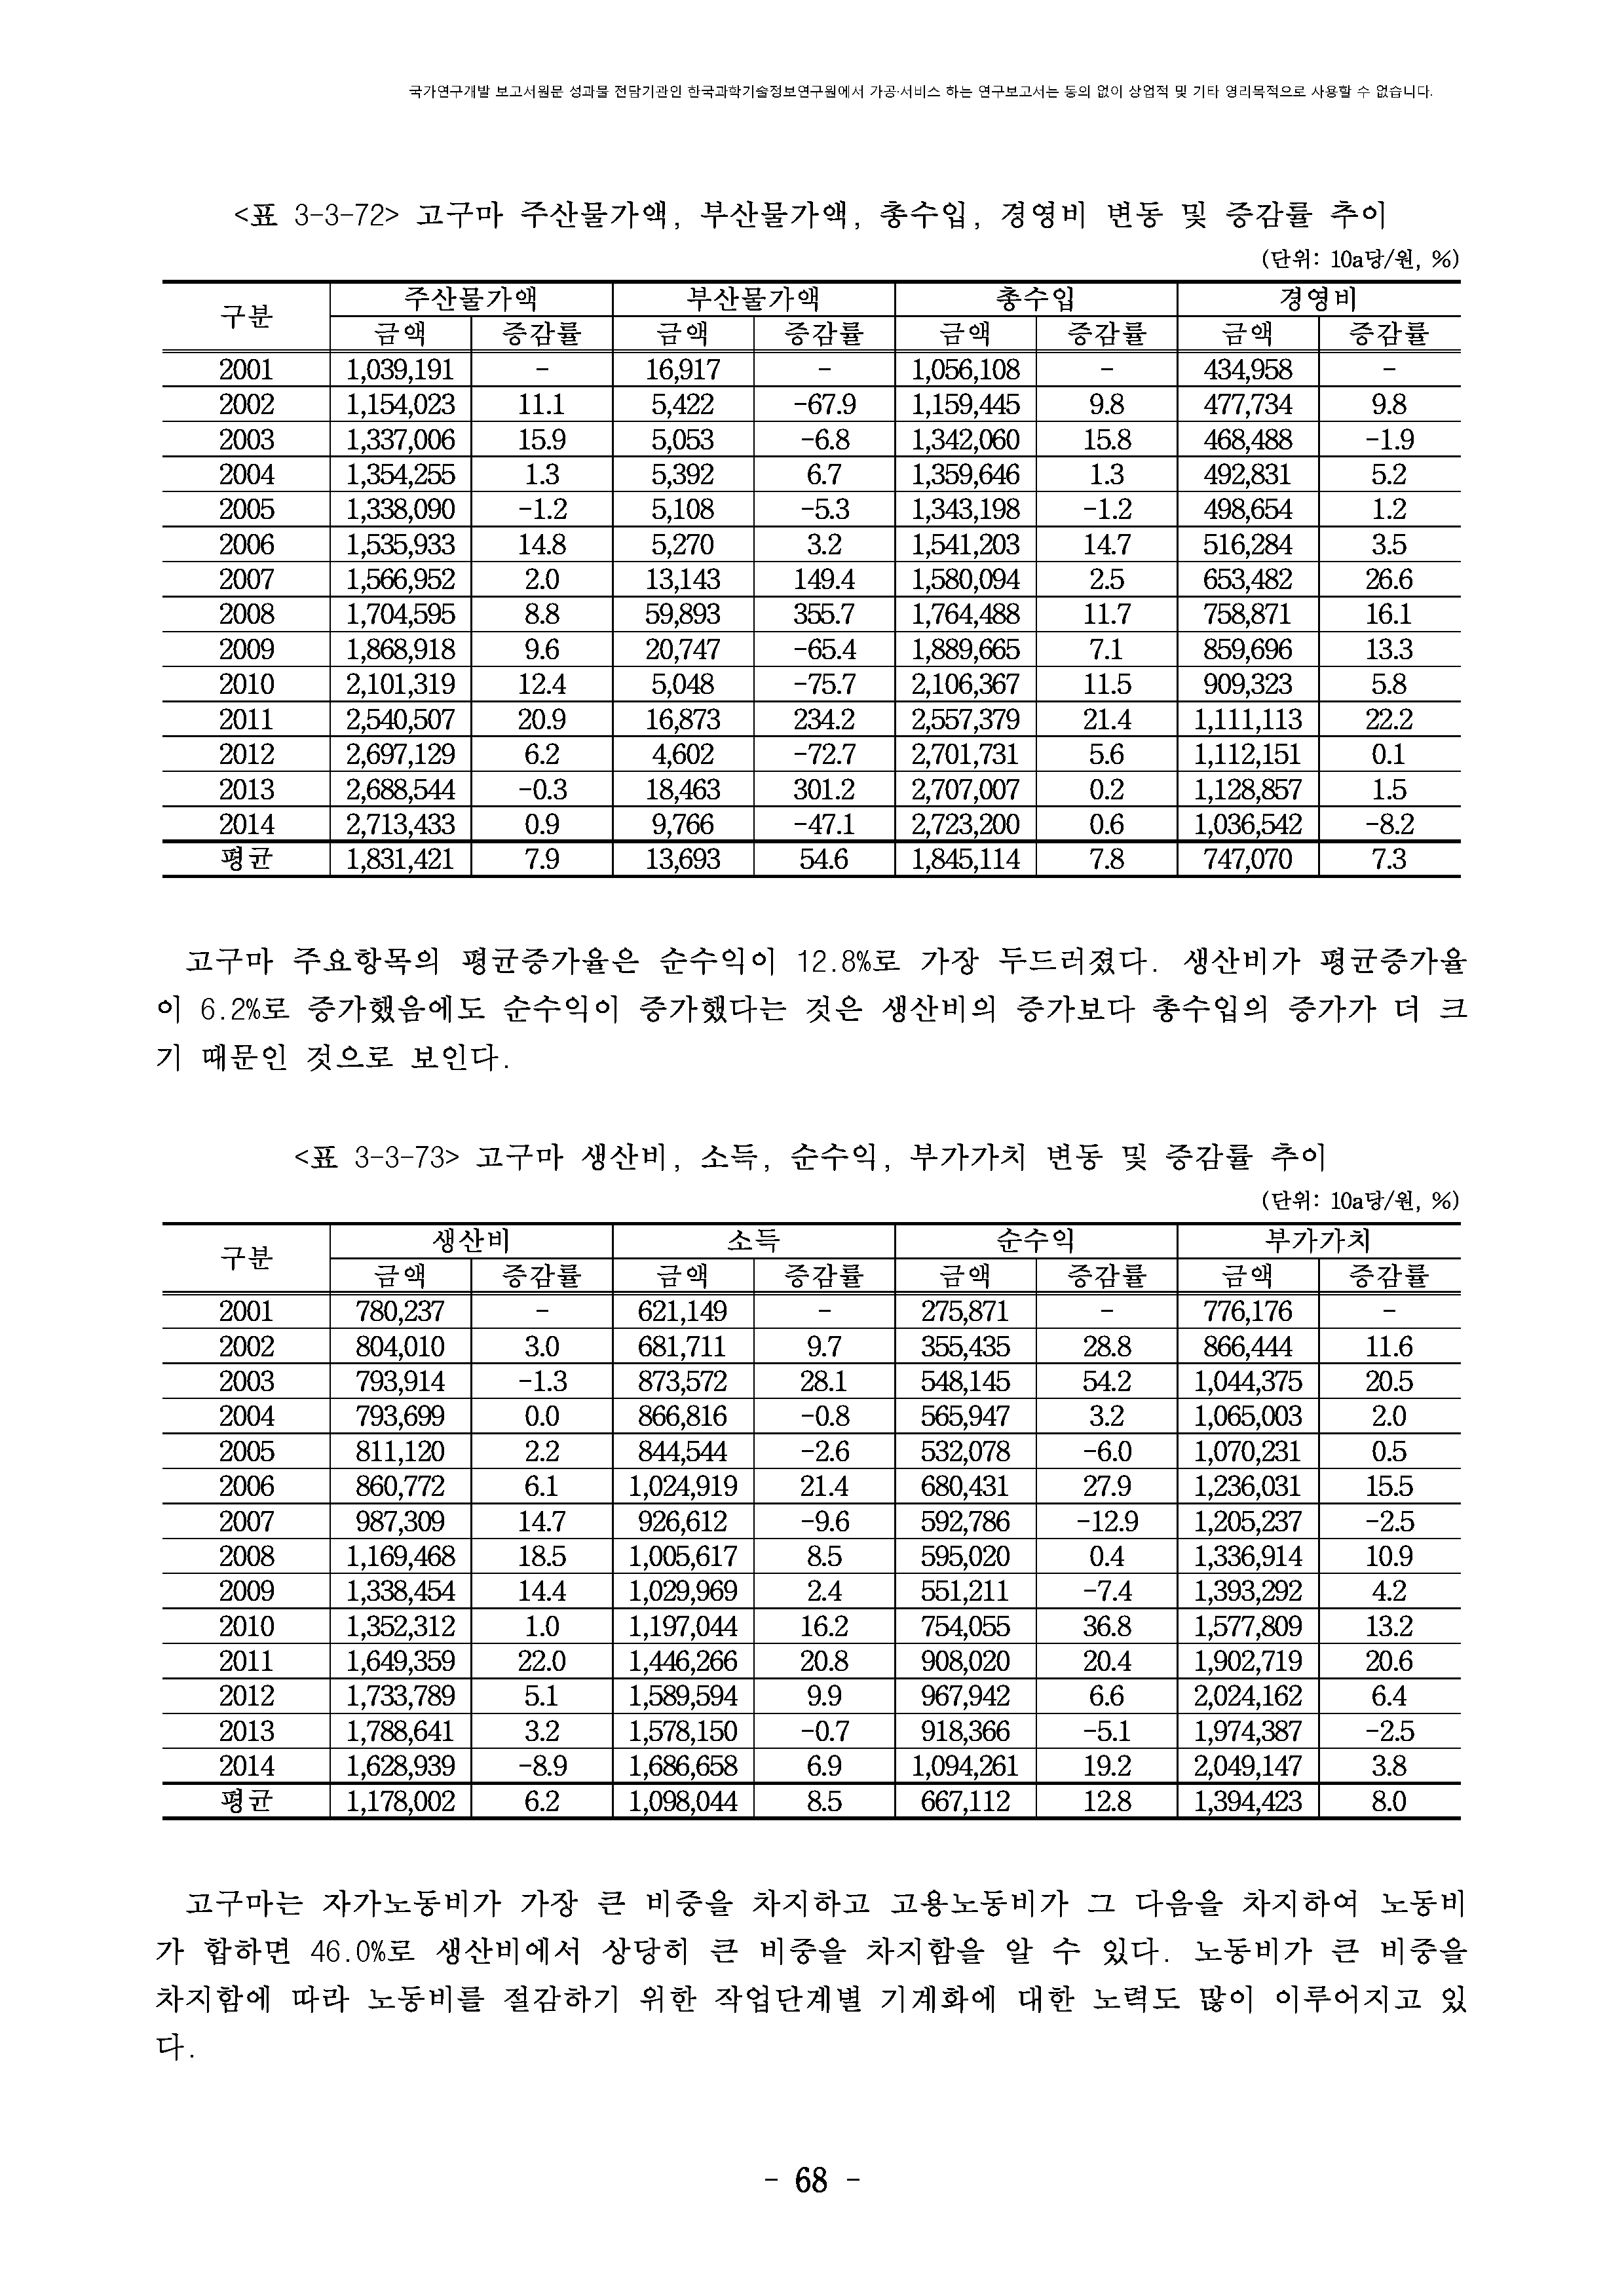 국가연구개발 보고서원문 성과물 전담기관인 한국과학기술정보연구원에서 가공·서비스 하는 연구보고서는 동의 없이 상업적 및 기타 영리목적으로 사용할 수 없습니다.
<표 3-3-72> 고구마 주산물가액, 부산물가액, 총수입, 경영비 변동 및 증감률 추이
(단위: 10a당/원, %)
구분 주산물가액 부산물가액 총수입 경영비
금액 증감률 금액 증감률 금액 증감률 금액 증감률
2001 1,039,191 - 16,917 - 1,056,108 - 434,958 -
2002 1,154,023 11.1 5,422 -67.9 1,159,445 9.8 477,734 9.8
2003 1,337,006 15.9 5,053 -6.8 1,342,060 15.8 468,488 -1.9
2004 1,354,255 1.3 5,392 6.7 1,359,646 1.3 492,831 5.2
2005 1,338,090 -1.2 5,108 -5.3 1,343,198 -1.2 498,654 1.2
2006 1,535,933 14.8 5,270 3.2 1,541,203 14.7 516,284 3.5
2007 1,566,952 2.0 13,143 149.4 1,580,094 2.5 653,482 26.6
2008 1,704,595 8.8 59,893 355.7 1,764,488 11.7 758,871 16.1
2009 1,868,918 9.6 20,747 -65.4 1,889,665 7.1 859,696 13.3
2010 2,101,319 12.4 5,048 -75.7 2,106,367 11.5 909,323 5.8
2011 2,540,507 20.9 16,873 234.2 2,557,379 21.4 1,111,113 22.2
2012 2,697,129 6.2 4,602 -72.7 2,701,731 5.6 1,112,151 0.1
2013 2,688,544 -0.3 18,463 301.2 2,707,007 0.2 1,128,857 1.5
2014 2,713,433 0.9 9,766 -47.1 2,723,200 0.6 1,036,542 -8.2
평균 1,831,421 7.9 13,693 54.6 1,845,114 7.8 747,070 7.3
고구마 주요항목의 평균증가율은 순수익이 12.8%로 가장 두드러졌다. 생산비가 평균증가율
이 6.2%로 증가했음에도 순수익이 증가했다는 것은 생산비의 증가보다 총수입의 증가가 더 크
기 때문인 것으로 보인다.
<표 3-3-73> 고구마 생산비, 소득, 순수익, 부가가치 변동 및 증감률 추이
(단위: 10a당/원, %)
구분 생산비 소득 순수익 부가가치
금액 증감률 금액 증감률 금액 증감률 금액 증감률
2001 780,237 - 621,149 - 275,871 - 776,176 -
2002 804,010 3.0 681,711 9.7 355,435 28.8 866,444 11.6
2003 793,914 -1.3 873,572 28.1 548,145 54.2 1,044,375 20.5
2004 793,699 0.0 866,816 -0.8 565,947 3.2 1,065,003 2.0
2005 811,120 2.2 844,544 -2.6 532,078 -6.0 1,070,231 0.5
2006 860,772 6.1 1,024,919 21.4 680,431 27.9 1,236,031 15.5
2007 987,309 14.7 926,612 -9.6 592,786 -12.9 1,205,237 -2.5
2008 1,169,468 18.5 1,005,617 8.5 595,020 0.4 1,336,914 10.9
2009 1,338,454 14.4 1,029,969 2.4 551,211 -7.4 1,393,292 4.2
2010 1,352,312 1.0 1,197,044 16.2 754,055 36.8 1,577,809 13.2
2011 1,649,359 22.0 1,446,266 20.8 908,020 20.4 1,902,719 20.6
2012 1,733,789 5.1 1,589,594 9.9 967,942 6.6 2,024,162 6.4
2013 1,788,641 3.2 1,578,150 -0.7 918,366 -5.1 1,974,387 -2.5
2014 1,628,939 -8.9 1,686,658 6.9 1,094,261 19.2 2,049,147 3.8
평균 1,178,002 6.2 1,098,044 8.5 667,112 12.8 1,394,423 8.0
고구마는 자가노동비가 가장 큰 비중을 차지하고 고용노동비가 그 다음을 차지하여 노동비
가 합하면 46.0%로 생산비에서 상당히 큰 비중을 차지함을 알 수 있다. 노동비가 큰 비중을
차지함에 따라 노동비를 절감하기 위한 작업단계별 기계화에 대한 노력도 많이 이루어지고 있
다.
- 68 -